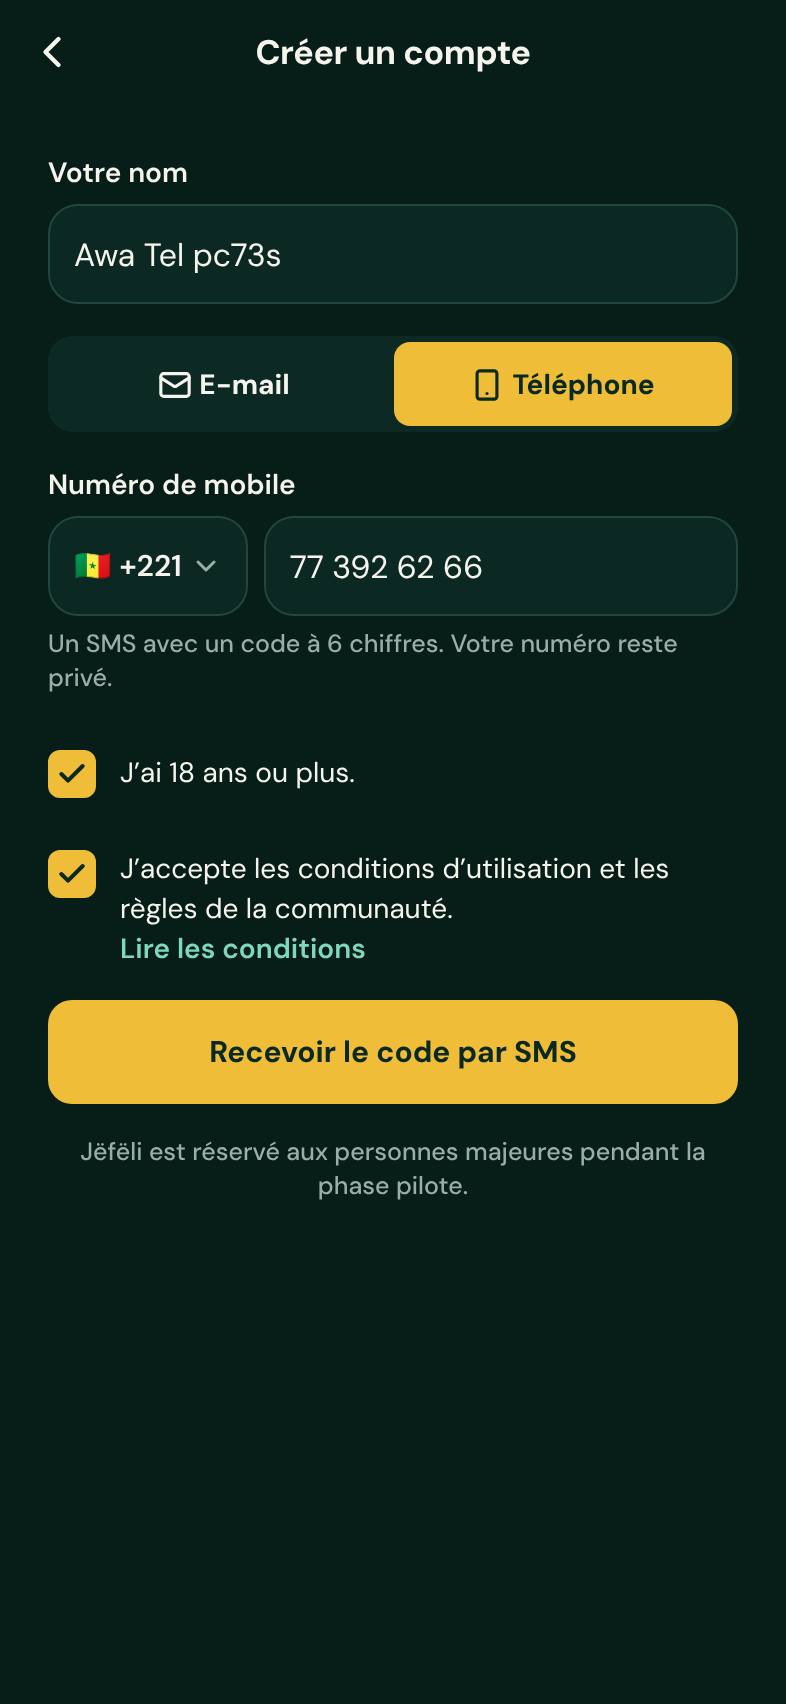 Créer un compte
Votre nom
Awa Tel pc73s
E-mail
Téléphone
Numéro de mobile
+221
77 392 62 66
Un SMS avec un code à 6 chiffres. Votre numéro reste
privé.
J’ai 18 ans ou plus.
J’accepte les conditions d’utilisation et les
règles de la communauté.
Lire les conditions
Recevoir le code par SMS
Jëfëli est réservé aux personnes majeures pendant la
phase pilote.